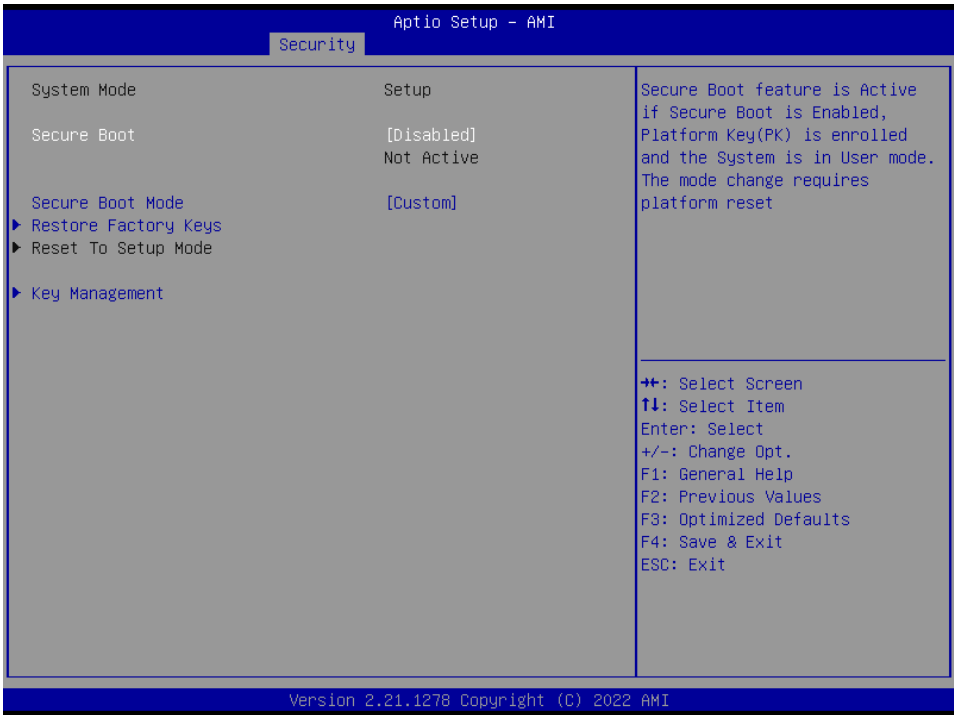 Aptio Setup - AMI
Security
System Mode Setup
Secure Boot [Disabled]
Not Active
Secure Boot Mode [Custom]
Restore Factory Keys
Reset To Setup Mode
Key Management
Secure Boot feature is Active
if Secure Boot is Enabled,
Platform Key(PK) is enrolled
and the System is in User mode.
The mode change requires
platform reset
→←: Select Screen
↑↓: Select Item
Enter: Select
+/-: Change Opt.
F1: General Help
F2: Previous Values
F3: Optimized Defaults
F4: Save & Exit
ESC: Exit
Version 2.21.1278 Copyright (C) 2022 AMI